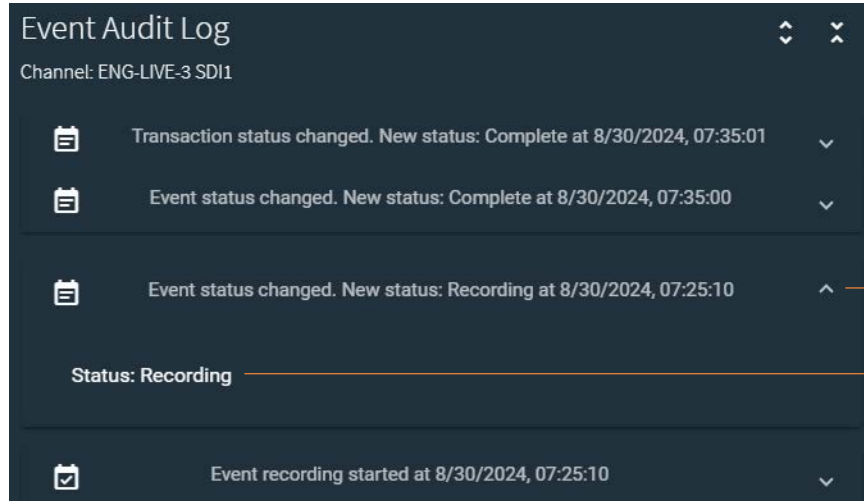 Event Audit Log
Channel: ENG-LIVE-3 SDI1
Transaction status changed. New status: Complete at 8/30/2024, 07:35:01
Event status changed. New status: Complete at 8/30/2024, 07:35:00
Event status changed. New status: Recording at 8/30/2024, 07:25:10
Status: Recording
Event recording started at 8/30/2024, 07:25:10